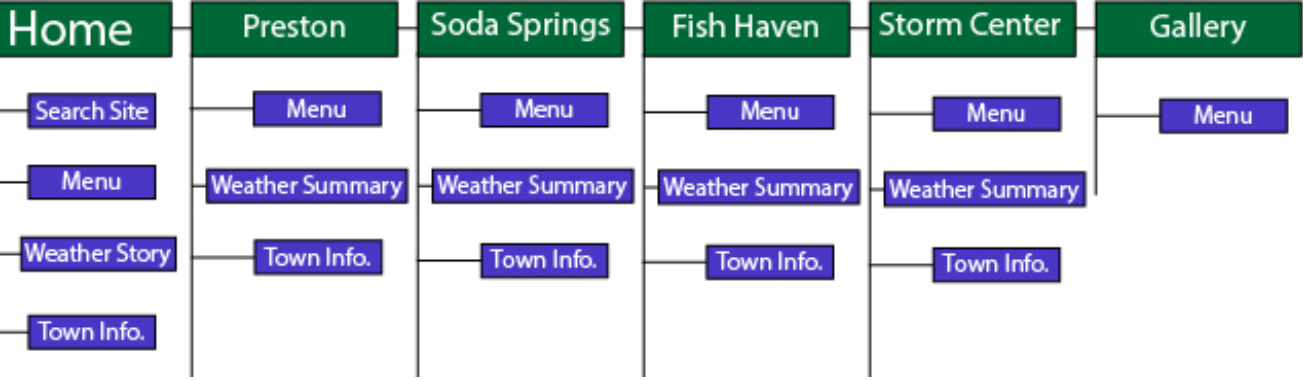 Home
Preston
Soda Springs
Fish Haven
Storm Center
Gallery
Search Site
Menu
Weather Story
Town Info.
Menu
Weather Summary
Town Info.
Menu
Weather Summary
Town Info.
Menu
Weather Summary
Town Info.
Menu
Weather Summary
Town Info.
Menu